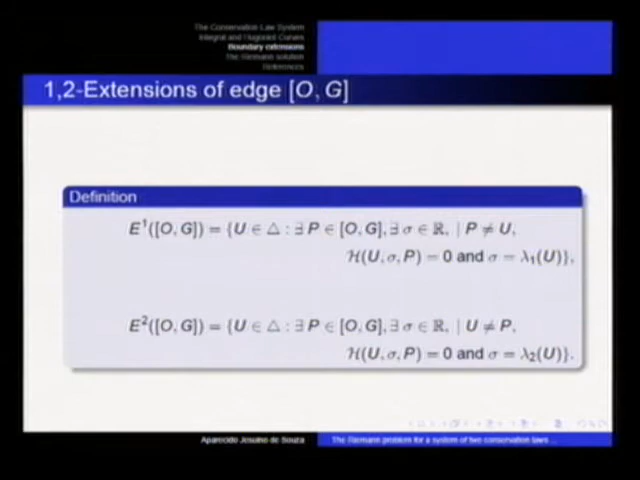 The Conservation Law System
Integral and Hugoniot Curves
Boundary extensions
The Riemann solution
References
1,2-Extensions of edge [O, G]
Definition
E¹([O, G]) = {U ∈ △ : ∃ P ∈ [O, G], ∃ σ ∈ ℝ, | P ≠ U,
ℋ(U, σ, P) = 0 and σ = λ₁(U)},
E²([O, G]) = {U ∈ △ : ∃ P ∈ [O, G], ∃ σ ∈ ℝ, | U ≠ P,
ℋ(U, σ, P) = 0 and σ = λ₂(U)}.
Aparecido Jesuino de Souza
The Riemann problem for a system of two conservation laws ...